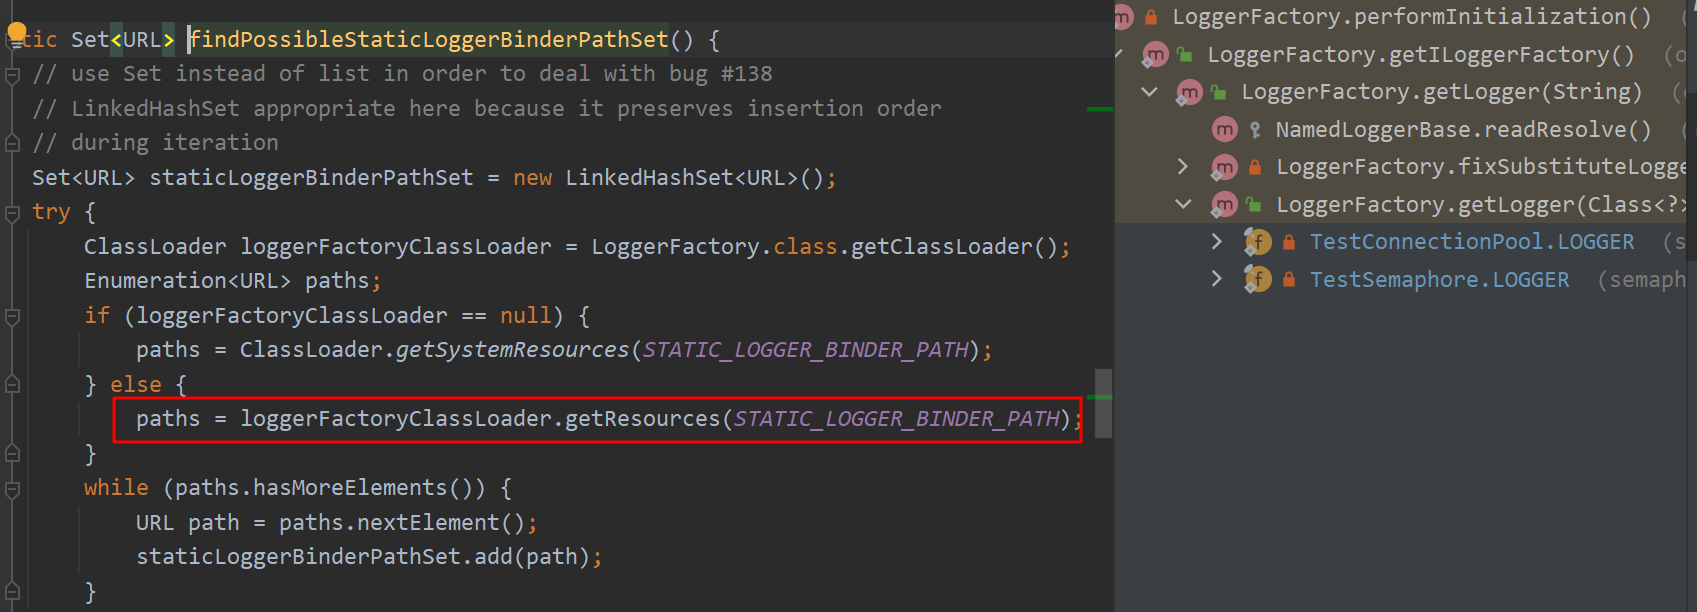 tic Set<URL> findPossibleStaticLoggerBinderPathSet() {
// use Set instead of list in order to deal with bug #138
// LinkedHashSet appropriate here because it preserves insertion order
// during iteration
Set<URL> staticLoggerBinderPathSet = new LinkedHashSet<URL>();
try {
ClassLoader loggerFactoryClassLoader = LoggerFactory.class.getClassLoader();
Enumeration<URL> paths;
if (loggerFactoryClassLoader == null) {
paths = ClassLoader.getSystemResources(STATIC_LOGGER_BINDER_PATH);
} else {
paths = loggerFactoryClassLoader.getResources(STATIC_LOGGER_BINDER_PATH);
}
while (paths.hasMoreElements()) {
URL path = paths.nextElement();
staticLoggerBinderPathSet.add(path);
}
m LoggerFactory.performInitialization() (
m LoggerFactory.getILoggerFactory() (o
m LoggerFactory.getLogger(String) (
m NamedLoggerBase.readResolve() (
m LoggerFactory.fixSubstituteLogge
m LoggerFactory.getLogger(Class<?>
f TestConnectionPool.LOGGER (s
f TestSemaphore.LOGGER (semaph